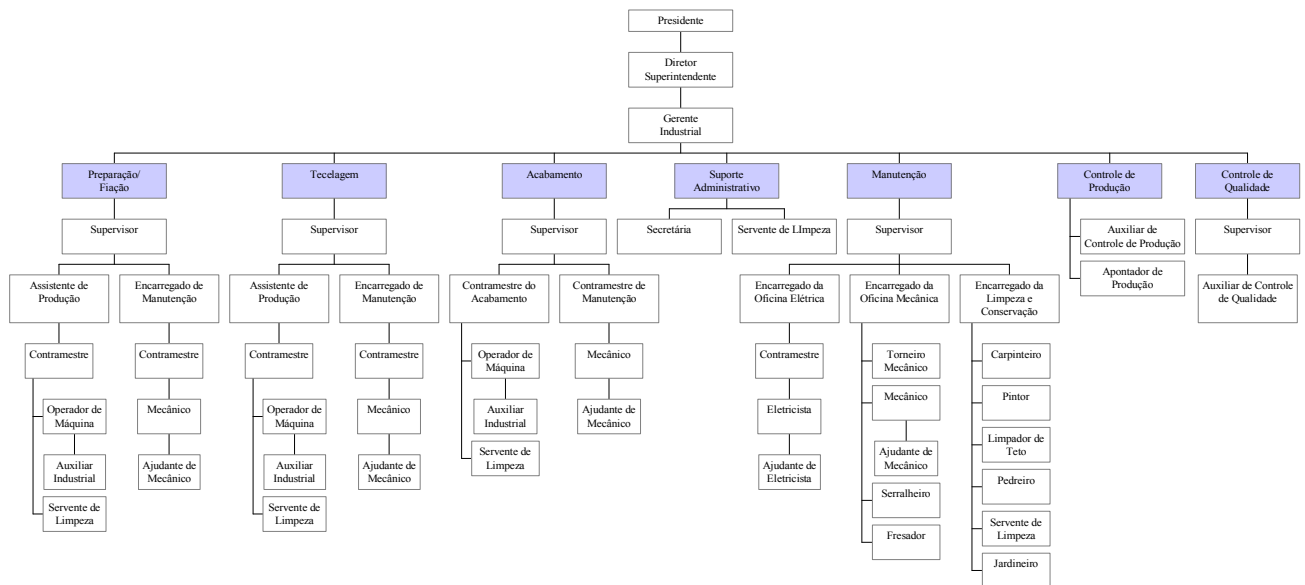 Presidente
Diretor
Superintendente
Gerente
Industrial
Preparação/
Fiação
Tecelagem
Acabamento
Suporte
Administrativo
Manutenção
Controle de
Produção
Controle de
Qualidade
Supervisor
Supervisor
Supervisor
Secretária
Servente de LImpeza
Supervisor
Auxiliar de
Controle de Produção
Supervisor
Assistente de
Produção
Encarregado de
Manutenção
Assistente de
Produção
Encarregado de
Manutenção
Contramestre do
Acabamento
Contramestre de
Manutenção
Encarregado da
Oficina Elétrica
Encarregado da
Oficina Mecânica
Encarregado da
Limpeza e
Conservação
Apontador de
Produção
Auxiliar de Controle
de Qualidade
Contramestre
Contramestre
Contramestre
Contramestre
Operador de
Máquina
Mecânico
Contramestre
Torneiro
Mecânico
Carpinteiro
Operador de
Máquina
Mecânico
Operador de
Máquina
Mecânico
Auxiliar
Industrial
Ajudante de
Mecânico
Eletricista
Mecânico
Pintor
Auxiliar
Industrial
Ajudante de
Mecânico
Auxiliar
Industrial
Ajudante de
Mecânico
Servente de
Limpeza
Ajudante de
Eletricista
Ajudante de
Mecânico
Limpador de
Teto
Servente de
Limpeza
Servente de
Limpeza
Serralheiro
Pedreiro
Fresador
Servente de
Limpeza
Jardineiro